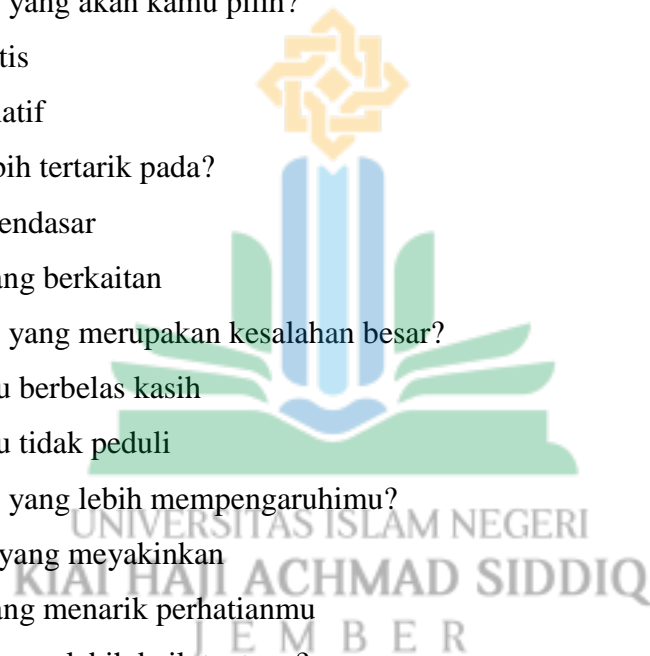 yang akan kamu pilih?
tis
atif
bih tertarik pada?
endasar
ang berkaitan
yang merupakan kesalahan besar?
u berbelas kasih
u tidak peduli
yang lebih mempengaruhimu?
UNIVERSITAS ISLAM NEGERI
yang meyakinkan
KIAI HAJI ACHMAD SIDDIQ
ang menarik perhatianmu
JEMBER